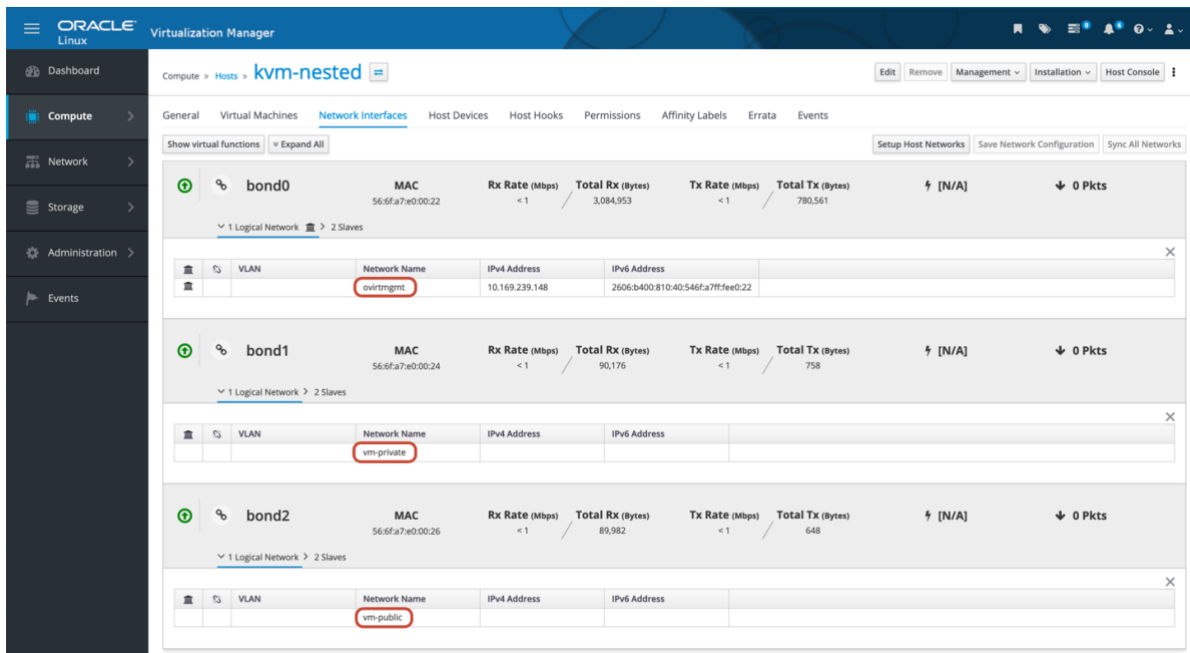 ORACLE Linux Virtualization Manager
0 6
Dashboard
Compute
Network
Storage
Administration
Events
Compute » Hosts » kvm-nested
Edit Remove Management Installation Host Console
General Virtual Machines Network Interfaces Host Devices Host Hooks Permissions Affinity Labels Errata Events
Show virtual functions Expand All Setup Host Networks Save Network Configuration Sync All Networks
bond0 MAC Rx Rate (Mbps) Total Rx (Bytes) Tx Rate (Mbps) Total Tx (Bytes) [N/A] 0 Pkts
56:6f:a7:e0:00:22 < 1 3,084,953 < 1 780,561
1 Logical Network 2 Slaves
VLAN Network Name IPv4 Address IPv6 Address
ovirtmgmt 10.169.239.148 2606:b400:810:40:546f:a7ff:fee0:22
bond1 MAC Rx Rate (Mbps) Total Rx (Bytes) Tx Rate (Mbps) Total Tx (Bytes) [N/A] 0 Pkts
56:6f:a7:e0:00:24 < 1 90,176 < 1 758
1 Logical Network 2 Slaves
VLAN Network Name IPv4 Address IPv6 Address
vm-private
bond2 MAC Rx Rate (Mbps) Total Rx (Bytes) Tx Rate (Mbps) Total Tx (Bytes) [N/A] 0 Pkts
56:6f:a7:e0:00:26 < 1 89,982 < 1 648
1 Logical Network 2 Slaves
VLAN Network Name IPv4 Address IPv6 Address
vm-public